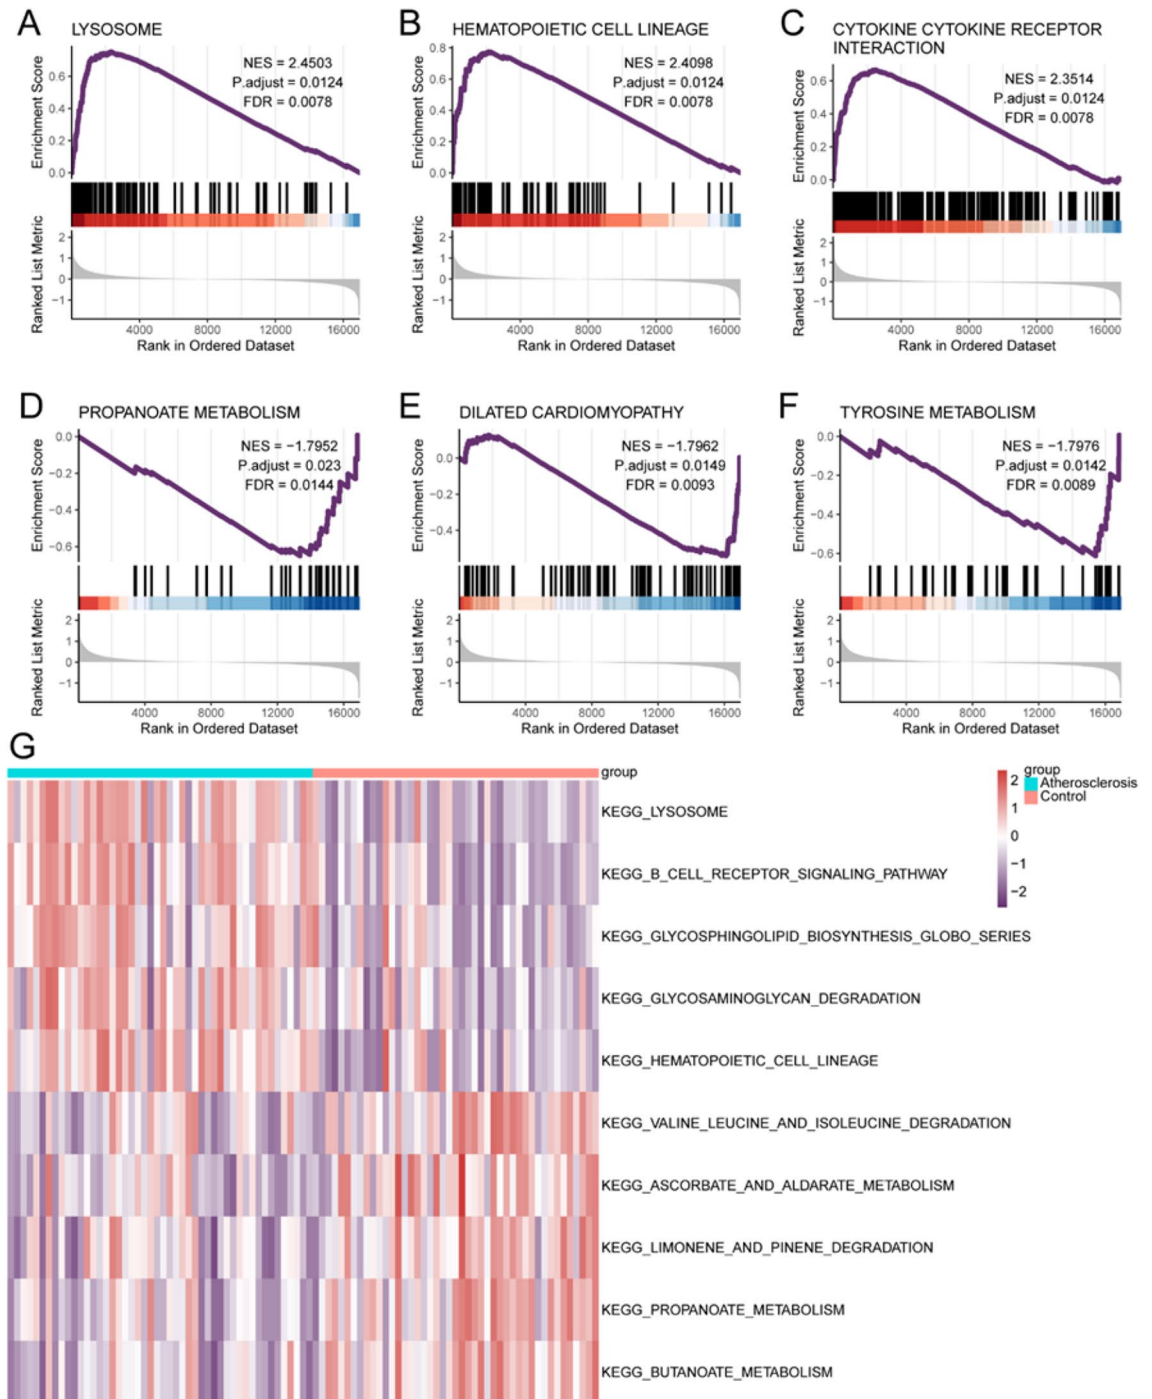 A
LYSOSOME
Enrichment Score
0.6
0.4
0.2
0.0
NES = 2.4503
P.adjust = 0.0124
FDR = 0.0078
Ranked List Metric
2
1
0
−1
4000 8000 12000 16000
Rank in Ordered Dataset
B
HEMATOPOIETIC CELL LINEAGE
Enrichment Score
0.8
0.6
0.4
0.2
0.0
NES = 2.4098
P.adjust = 0.0124
FDR = 0.0078
Ranked List Metric
2
1
0
−1
4000 8000 12000 16000
Rank in Ordered Dataset
C
CYTOKINE CYTOKINE RECEPTOR
INTERACTION
Enrichment Score
0.6
0.4
0.2
0.0
NES = 2.3514
P.adjust = 0.0124
FDR = 0.0078
Ranked List Metric
2
1
0
−1
4000 8000 12000 16000
Rank in Ordered Dataset
D
PROPANOATE METABOLISM
Enrichment Score
0.0
−0.2
−0.4
−0.6
NES = −1.7952
P.adjust = 0.023
FDR = 0.0144
Ranked List Metric
2
1
0
−1
4000 8000 12000 16000
Rank in Ordered Dataset
E
DILATED CARDIOMYOPATHY
Enrichment Score
0.0
−0.2
−0.4
NES = −1.7962
P.adjust = 0.0149
FDR = 0.0093
Ranked List Metric
2
1
0
−1
4000 8000 12000 16000
Rank in Ordered Dataset
F
TYROSINE METABOLISM
Enrichment Score
0.0
−0.2
−0.4
−0.6
NES = −1.7976
P.adjust = 0.0142
FDR = 0.0089
Ranked List Metric
2
1
0
−1
4000 8000 12000 16000
Rank in Ordered Dataset
G
group
KEGG_LYSOSOME
KEGG_B_CELL_RECEPTOR_SIGNALING_PATHWAY
KEGG_GLYCOSPHINGOLIPID_BIOSYNTHESIS_GLOBO_SERIES
KEGG_GLYCOSAMINOGLYCAN_DEGRADATION
KEGG_HEMATOPOIETIC_CELL_LINEAGE
KEGG_VALINE_LEUCINE_AND_ISOLEUCINE_DEGRADATION
KEGG_ASCORBATE_AND_ALDARATE_METABOLISM
KEGG_LIMONENE_AND_PINENE_DEGRADATION
KEGG_PROPANOATE_METABOLISM
KEGG_BUTANOATE_METABOLISM
2
1
0
−1
−2
group
Atherosclerosis
Control